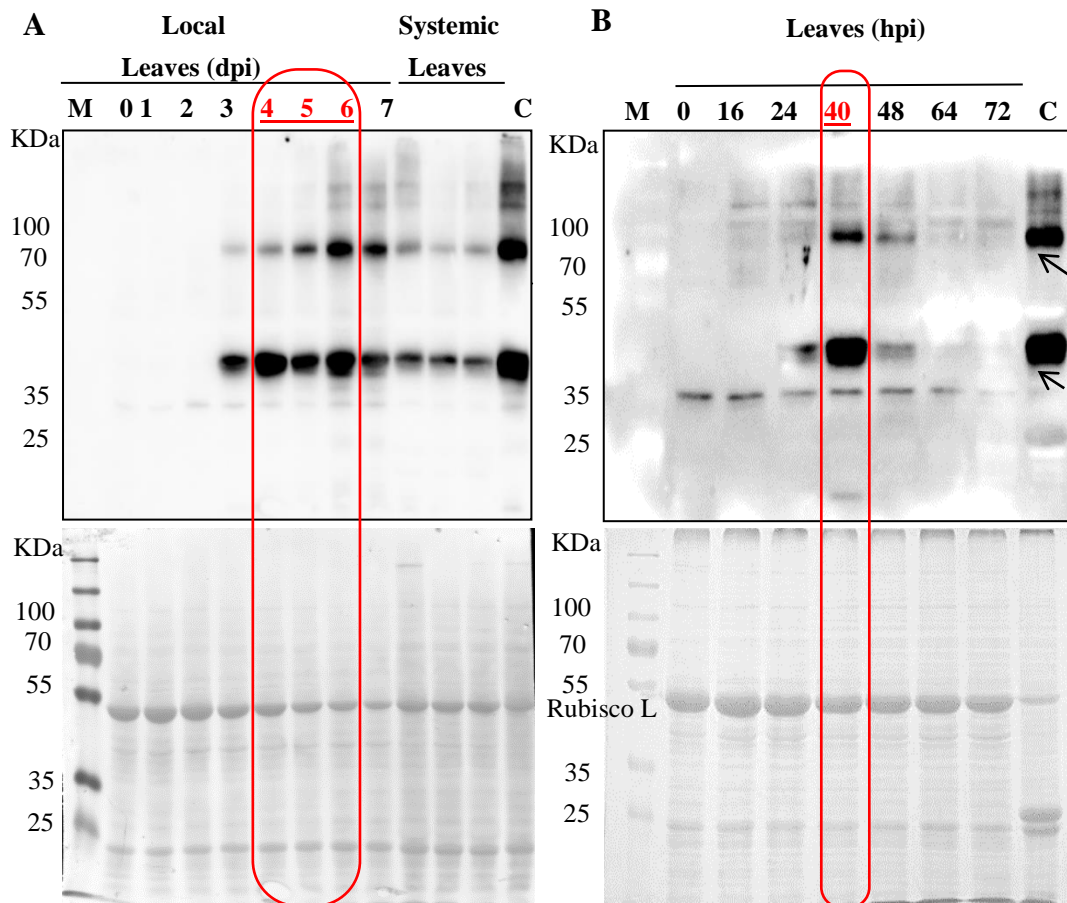 A
Local
Systemic
Leaves (dpi)
Leaves
M 0 1 2 3 4 5 6 7 C
KDa
100
70
55
35
25
KDa
100
70
55
35
25
B
Leaves (hpi)
M 0 16 24 40 48 64 72 C
KDa
100
70
55
35
25
KDa
100
70
55
Rubisco L
35
25